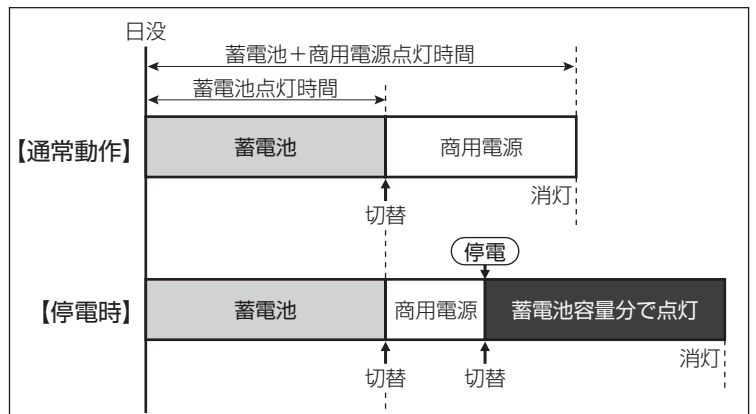 日没
蓄電池＋商用電源点灯時間
蓄電池点灯時間
【通常動作】
蓄電池
商用電源
切替
消灯
停電
【停電時】
蓄電池
商用電源
蓄電池容量分で点灯
切替
切替
消灯